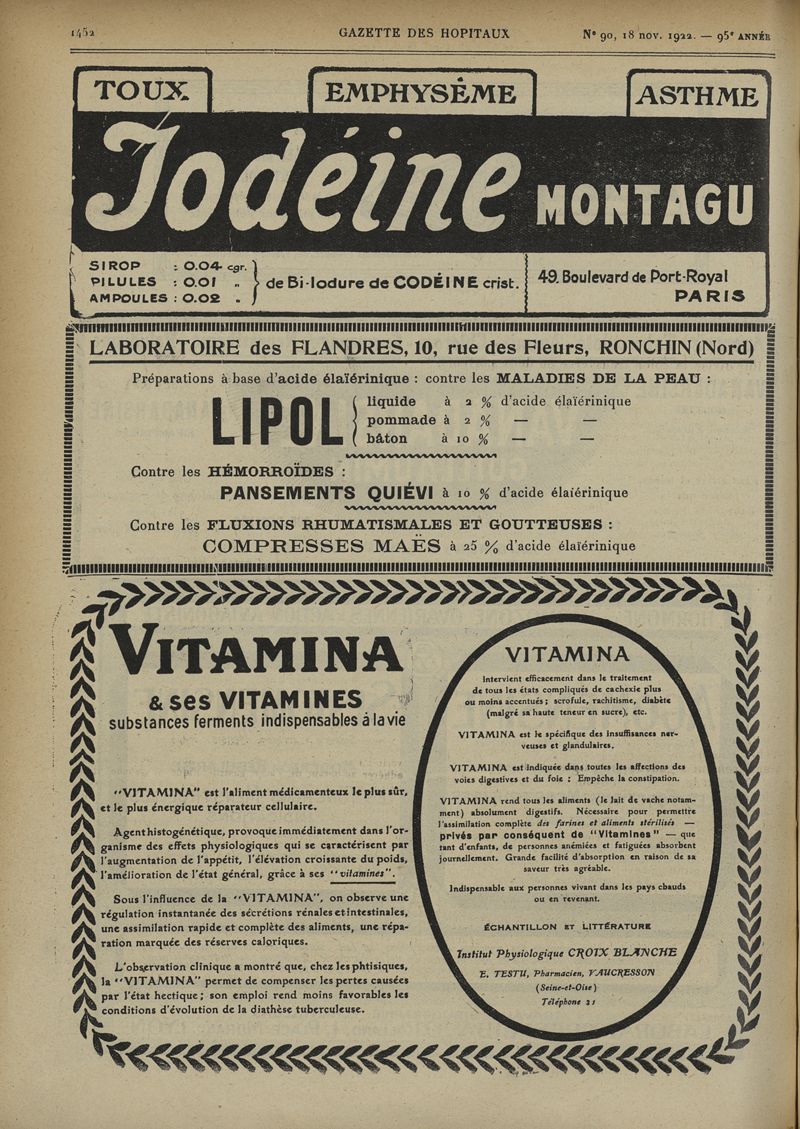 1452
GAZETTE DES HOPITAUX
N° 90, 18 nov. 1922. — 95e ANNÉE
TOUX
EMPHYSÈME
ASTHME
Iodéine MONTAGU
SIROP : 0.04 cgr.
PILULES : 0.01 „
AMPOULES : 0.02 „
de Bi-Iodure de CODÉINE crist.
49. Boulevard de Port-Royal
PARIS
LABORATOIRE des FLANDRES, 10, rue des Fleurs, RONCHIN (Nord)
Préparations à base d'acide élaïérinique : contre les MALADIES DE LA PEAU :
LIPOL
liquide à 2 % d'acide élaïérinique
pommade à 2 % — —
bâton à 10 % — —
Contre les HÉMORROÏDES :
PANSEMENTS QUIÉVI à 10 % d'acide élaïérinique
Contre les FLUXIONS RHUMATISMALES ET GOUTTEUSES :
COMPRESSES MAËS à 25 % d'acide élaïérinique
VITAMINA
& ses VITAMINES
substances ferments indispensables à la vie
"VITAMINA" est l'aliment médicamenteux le plus sûr,
et le plus énergique réparateur cellulaire.
Agent histogénétique, provoque immédiatement dans l'or-
ganisme des effets physiologiques qui se caractérisent par
l'augmentation de l'appétit, l'élévation croissante du poids,
l'amélioration de l'état général, grâce à ses "vitamines".
Sous l'influence de la "VITAMINA", on observe une
régulation instantanée des sécrétions rénales et intestinales,
une assimilation rapide et complète des aliments, une répa-
ration marquée des réserves caloriques.
L'observation clinique a montré que, chez les phtisiques,
la "VITAMINA" permet de compenser les pertes causées
par l'état hectique ; son emploi rend moins favorables les
conditions d'évolution de la diathèse tuberculeuse.
VITAMINA
Intervient efficacement dans le traitement
de tous les états compliqués de cachexie plus
ou moins accentués ; scrofule, rachitisme, diabète
(malgré sa haute teneur en sucre), etc.
VITAMINA est le spécifique des insuffisances ner-
veuses et glandulaires.
VITAMINA est indiquée dans toutes les affections des
voies digestives et du foie : Empêche la constipation.
VITAMINA rend tous les aliments (le lait de vache notam-
ment) absolument digestifs. Nécessaire pour permettre
l'assimilation complète des farines et aliments stérilisés —
privés par conséquent de "Vitamines" — que
tant d'enfants, de personnes anémiées et fatiguées absorbent
journellement. Grande facilité d'absorption en raison de sa
saveur très agréable.
Indispensable aux personnes vivant dans les pays chauds
ou en revenant.
ÉCHANTILLON ET LITTÉRATURE
Institut Physiologique CROIX BLANCHE
E. TESTU, Pharmacien, VAUCRESSON
(Seine-et-Oise)
Téléphone 31